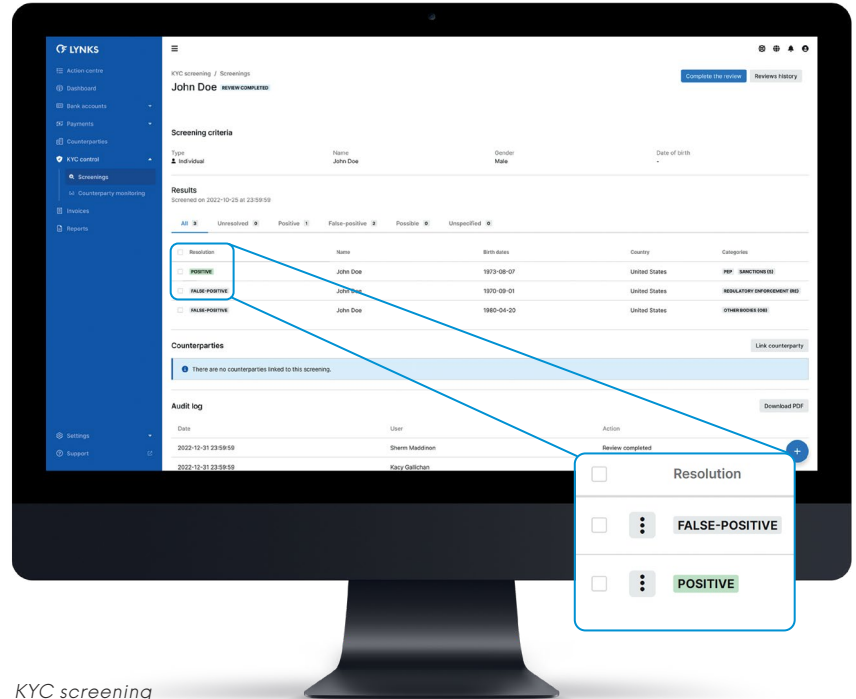 LYNKS
Action centre
Dashboard
Bank accounts
Payments
Counterparties
KYC control
Screenings
Counterparty monitoring
Invoices
Reports
Settings
Support
KYC screening / Screenings
Complete the review Reviews history
John Doe REVIEW COMPLETED
Screening criteria
Type Name Gender Date of birth
Individual John Doe Male -
Results
Screened on 2022-10-25 at 23:59:59
All 3 Unresolved 0 Positive 1 False-positive 2 Possible 0 Unspecified 0
Resolution Name Birth dates Country Categories
POSITIVE John Doe 1973-08-07 United States PEP SANCTIONS (S)
FALSE-POSITIVE John Doe 1970-09-01 United States REGULATORY ENFORCEMENT (RE)
FALSE-POSITIVE John Doe 1980-04-20 United States OTHER BODIES (OB)
Counterparties Link counterparty
There are no counterparties linked to this screening.
Audit log Download PDF
Date User Action
2022-12-31 23:59:59 Sherm Maddinon Review completed
2022-12-31 23:59:59 Kacy Gallichan
Resolution
FALSE-POSITIVE
POSITIVE
KYC screening